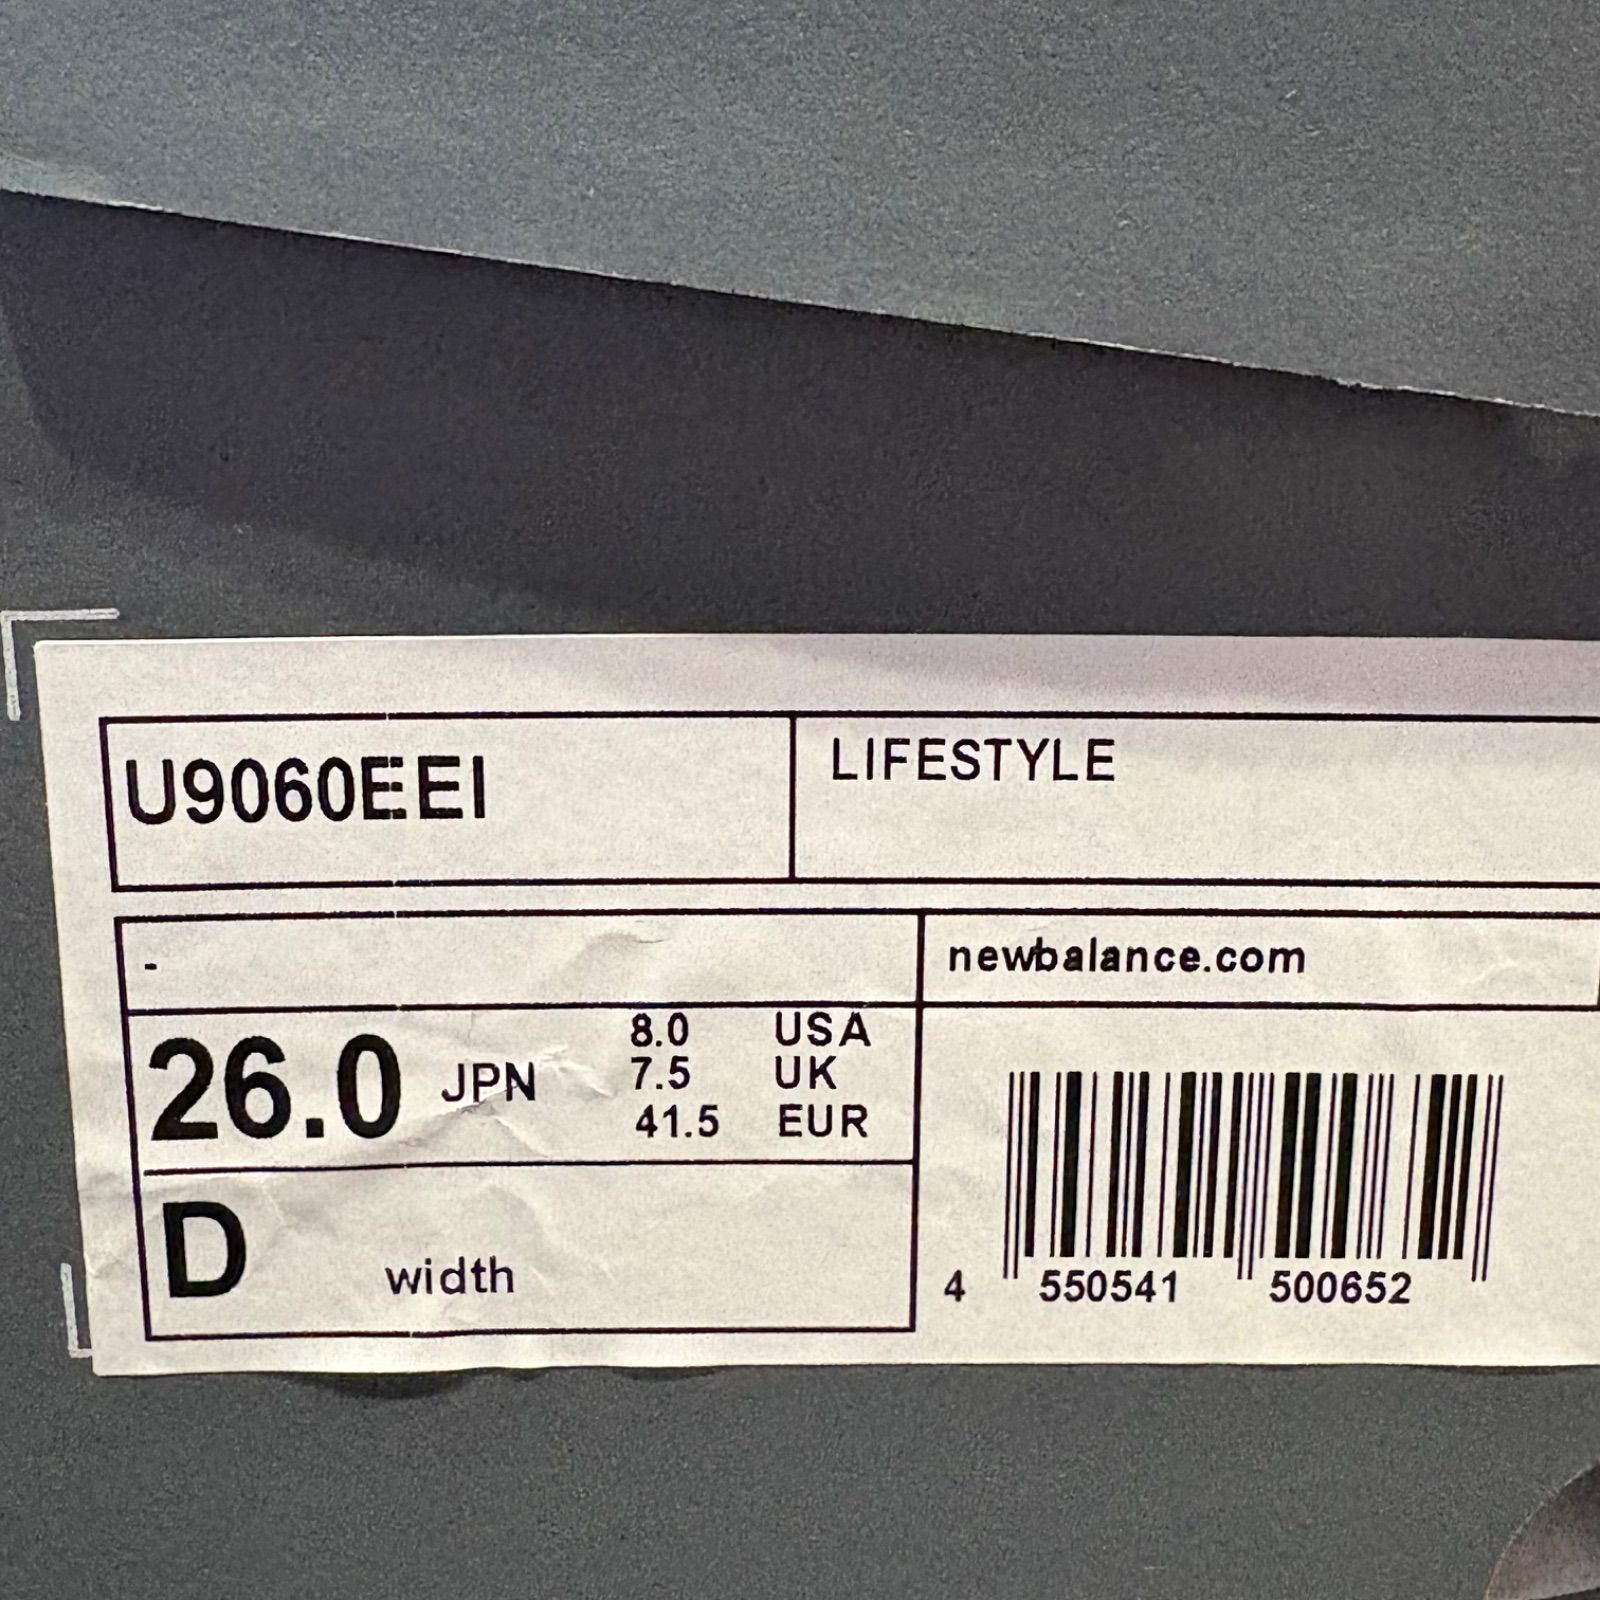 U9060EEI
LIFESTYLE
-
newbalance.com
26.0 JPN
8.0 USA
7.5 UK
41.5 EUR
D width
4 550541 500652